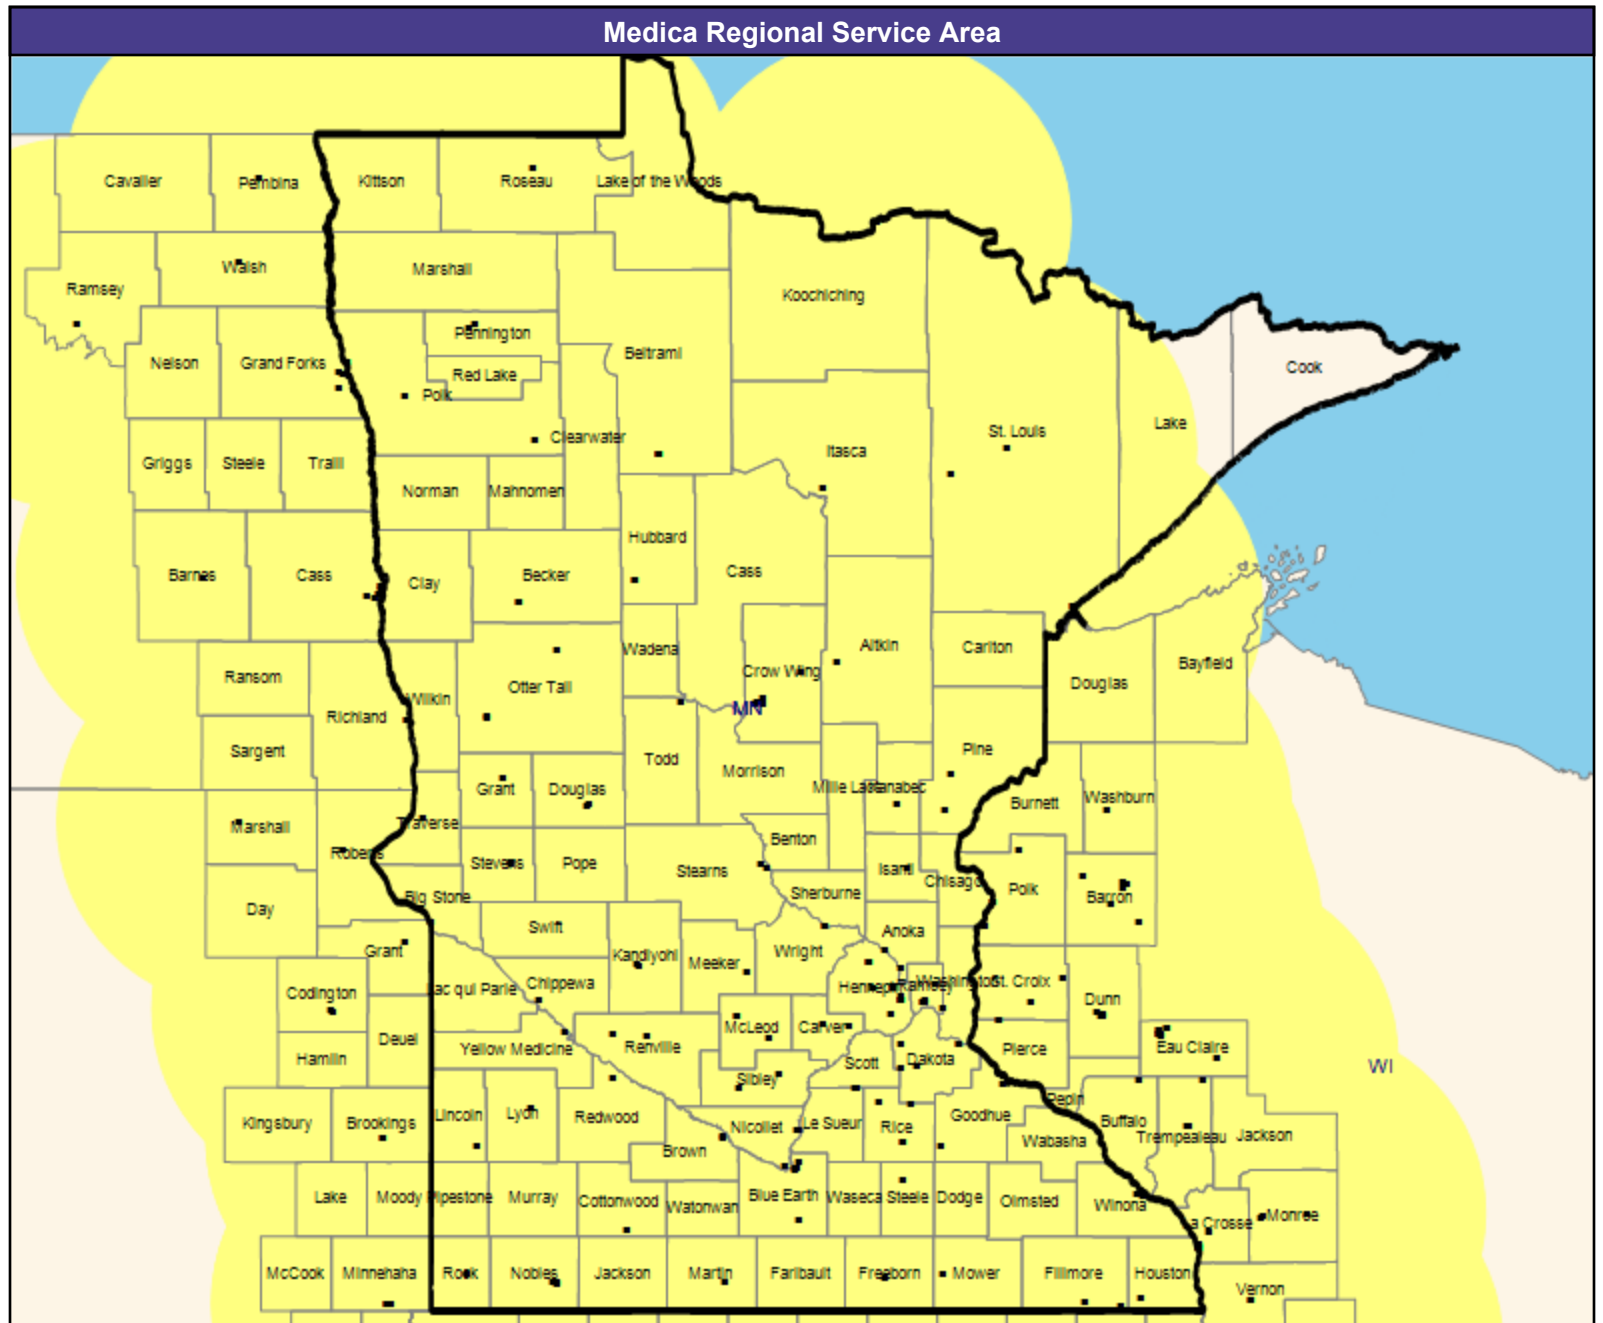 Medica Regional Service Area
Cavalier
Pembina
Kittson
Roseau
Lake of the Woods
Ramsey
Walsh
Marshall
Koochiching
Nelson
Grand Forks
Pennington
Red Lake
Polk
Beltrami
Cook
Lake
Clearwater
St. Louis
Itasca
Griggs
Steele
Traill
Norman
Mahnomen
Hubbard
Cass
Barnes
Cass
Clay
Becker
Ransom
Richland
Wilkin
Otter Tail
Wadena
Crow Wing
Aitkin
Carlton
Douglas
Bayfield
MN
Sargent
Grant
Douglas
Todd
Morrison
Mille Lacs
Kanabec
Pine
Burnett
Washburn
Marshall
Roberts
Traverse
Stevens
Pope
Stearns
Benton
Sherburne
Isanti
Chisago
Polk
Barron
Day
Big Stone
Swift
Kandiyohi
Meeker
Wright
Anoka
Grant
Codington
Lac qui Parle
Chippewa
Hennepin
Ramsey
Washington
St. Croix
Dunn
Hamlin
Deuel
Yellow Medicine
Renville
McLeod
Carver
Scott
Dakota
Pierce
Eau Claire
WI
Sibley
Kingsbury
Brookings
Lincoln
Lyon
Redwood
Brown
Nicollet
Le Sueur
Rice
Goodhue
Wabasha
Pepin
Buffalo
Trempealeau
Jackson
Lake
Moody
Pipestone
Murray
Cottonwood
Watonwan
Blue Earth
Waseca
Steele
Dodge
Olmsted
Winona
La Crosse
Monroe
McCook
Minnehaha
Rock
Nobles
Jackson
Martin
Faribault
Freeborn
Mower
Fillmore
Houston
Vernon